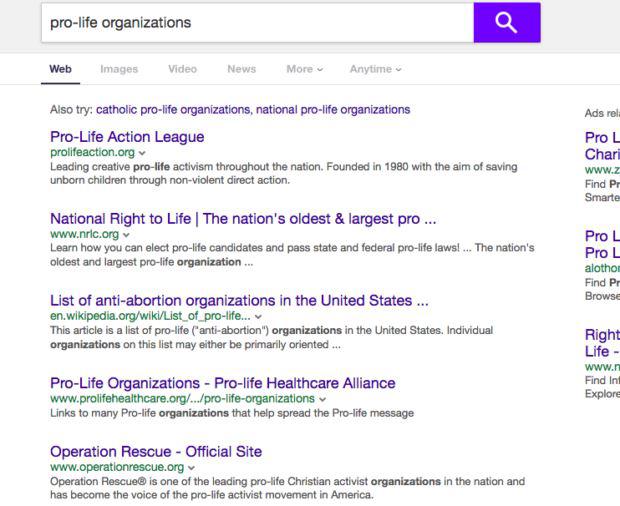 pro-life organizations
Web Images Video News More Anytime
Also try: catholic pro-life organizations, national pro-life organizations
Pro-Life Action League
prolifeaction.org
Leading creative pro-life activism throughout the nation. Founded in 1980 with the aim of saving
unborn children through non-violent direct action.
National Right to Life | The nation's oldest & largest pro ...
www.nrlc.org
Learn how you can elect pro-life candidates and pass state and federal pro-life laws! ... The nation's
oldest and largest pro-life organization ...
List of anti-abortion organizations in the United States ...
en.wikipedia.org/wiki/List_of_pro-life...
This article is a list of pro-life ("anti-abortion") organizations in the United States. Individual
organizations on this list may either be primarily oriented ...
Pro-Life Organizations - Pro-life Healthcare Alliance
www.prolifehealthcare.org/.../pro-life-organizations
Links to many Pro-life organizations that help spread the Pro-life message
Operation Rescue - Official Site
www.operationrescue.org
Operation Rescue® is one of the leading pro-life Christian activist organizations in the nation and
has become the voice of the pro-life activist movement in America.
Ads rel
Pro L
Chari
www.z
Find Pr
Smarte
Pro L
Pro L
alothor
Find Pr
Browse
Right
Life -
www.n
Find Inf
Explore